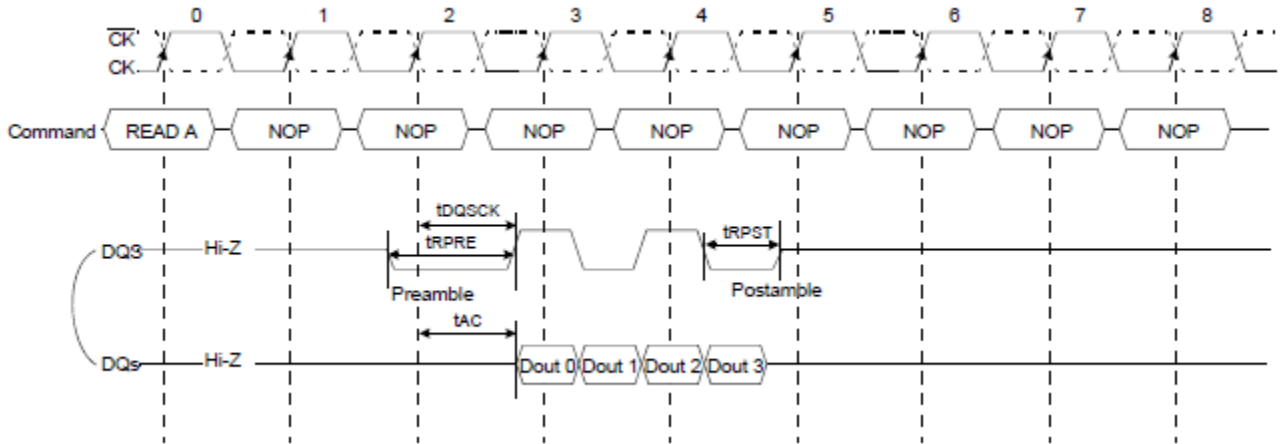 0 1 2 3 4 5 6 7 8
CK
CK
Command READ A NOP NOP NOP NOP NOP NOP NOP NOP
tDQSCK
DQS Hi-Z tRPRE tRPST
Preamble Postamble
tAC
DQs Hi-Z Dout 0 Dout 1 Dout 2 Dout 3